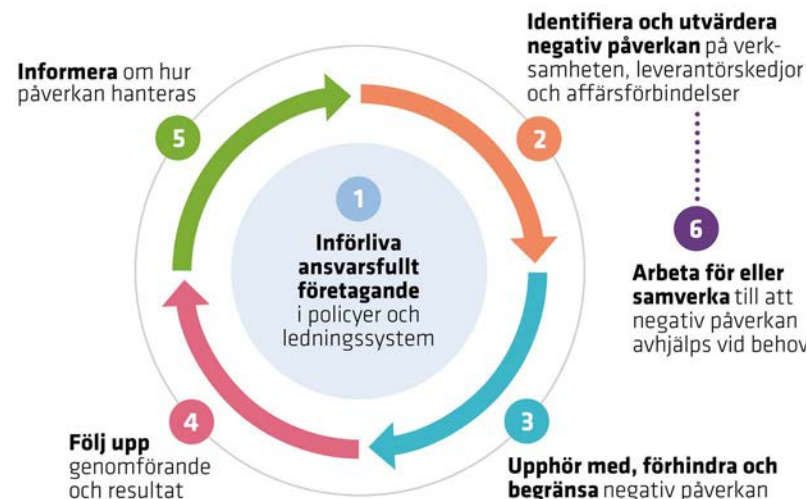 Identifiera och utvärdera
negativ påverkan på verk-
samheten, leverantörskedjor
och affärsförbindelser
Informera om hur
påverkan hanteras
5
2
1
Införliva
ansvarsfullt
företagande
i policyer och
ledningssystem
6
Arbeta för eller
samverka till att
negativ påverkan
avhjälps vid behov
4
3
Följ upp
genomförande
och resultat
Upphör med, förhindra och
begränsa negativ påverkan